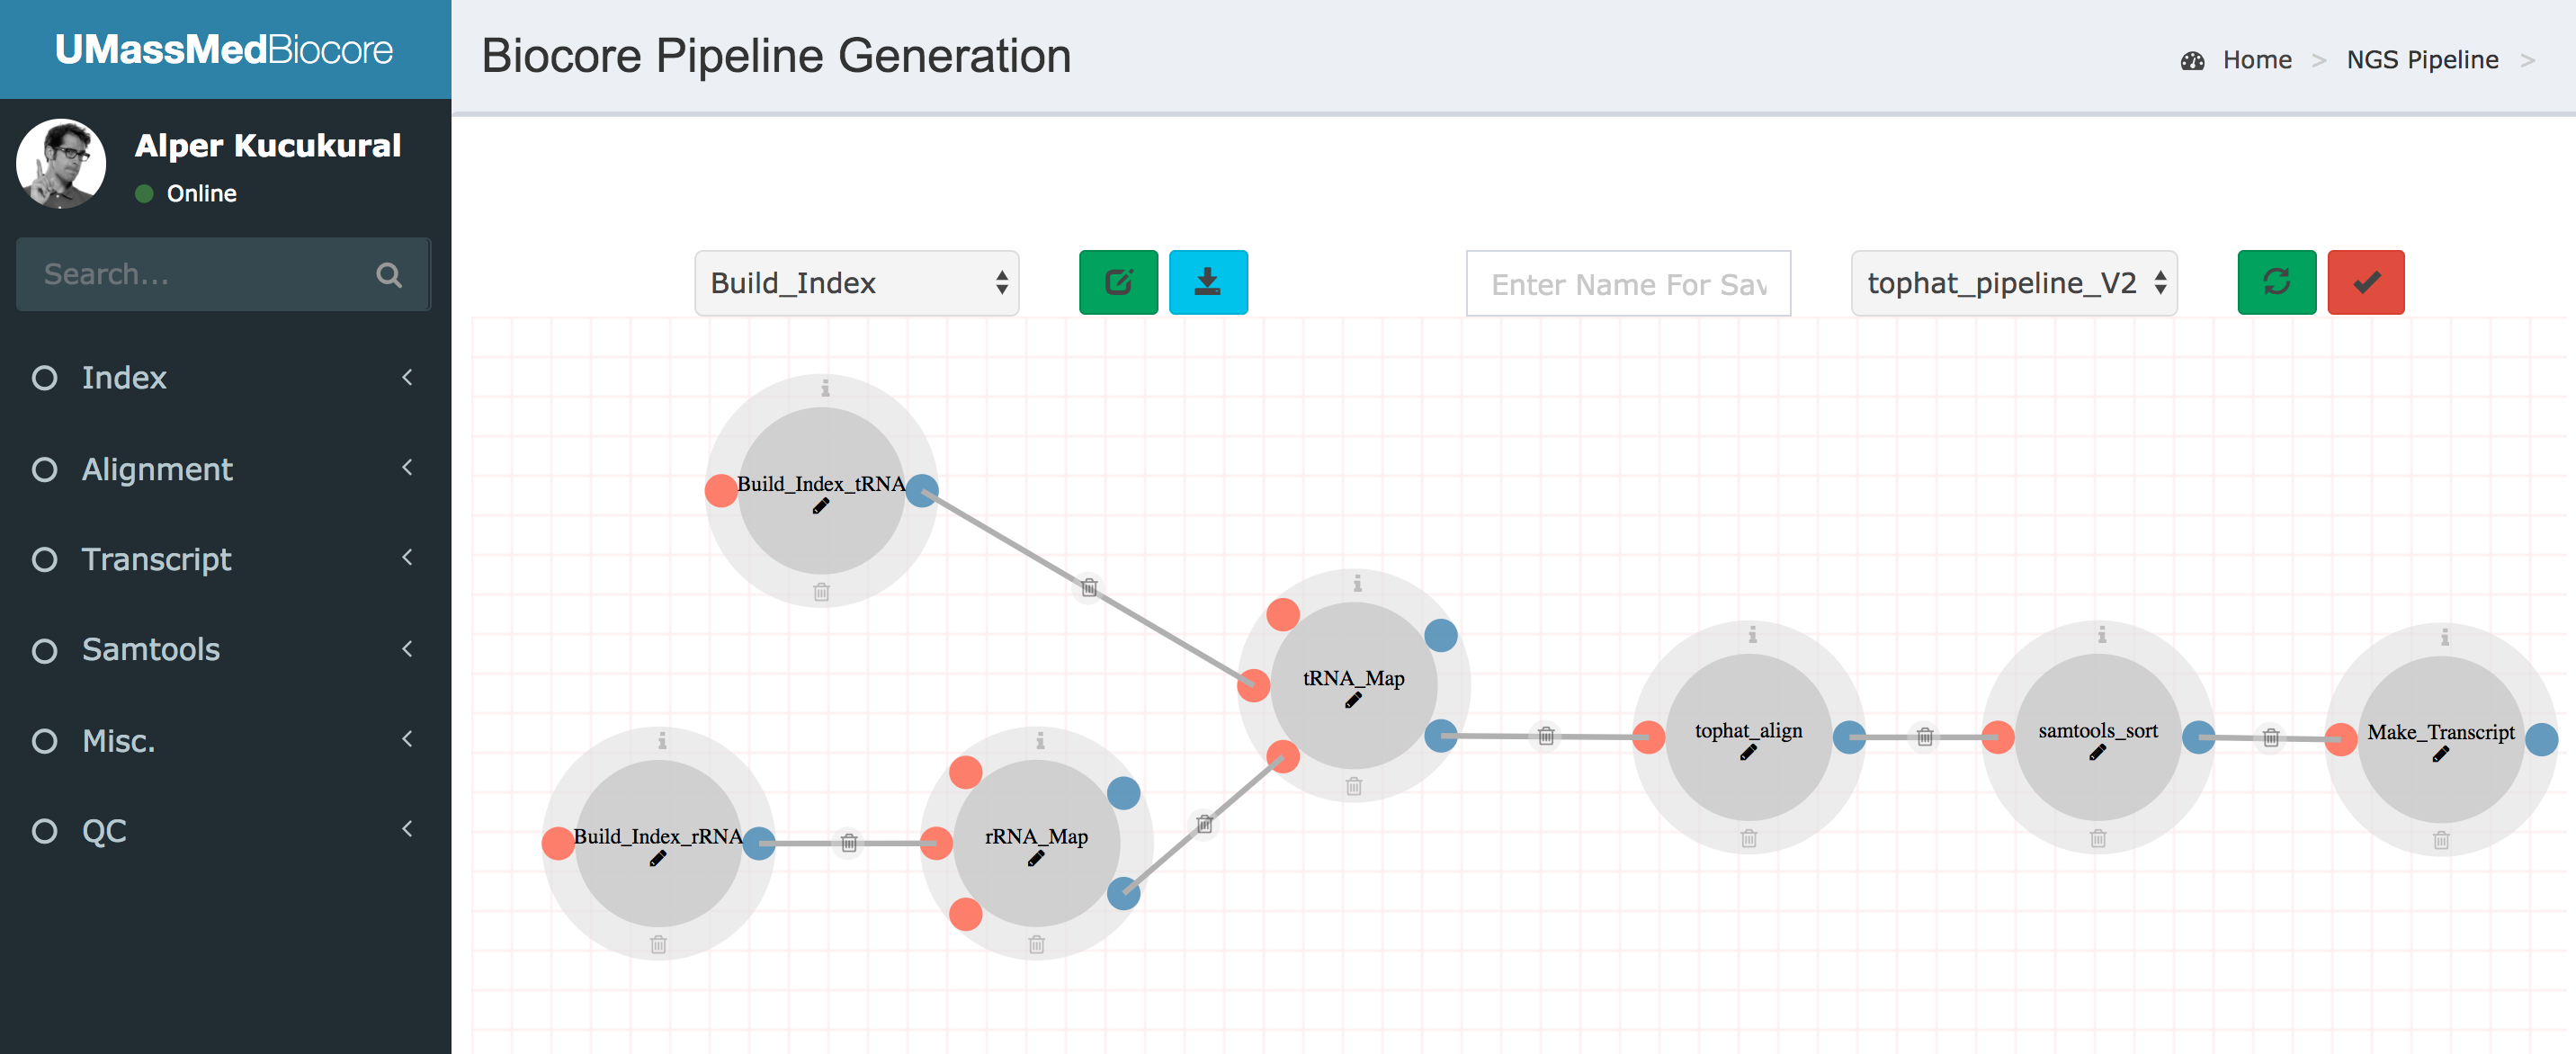 UMassMedBiocore
Biocore Pipeline Generation
Home > NGS Pipeline >
Alper Kucukural
Online
Search...
Index
Alignment
Transcript
Samtools
Misc.
QC
Build_Index
Enter Name For Sav
tophat_pipeline_V2
Build_Index_tRNA
tRNA_Map
tophat_align
samtools_sort
Make_Transcript
Build_Index_rRNA
rRNA_Map